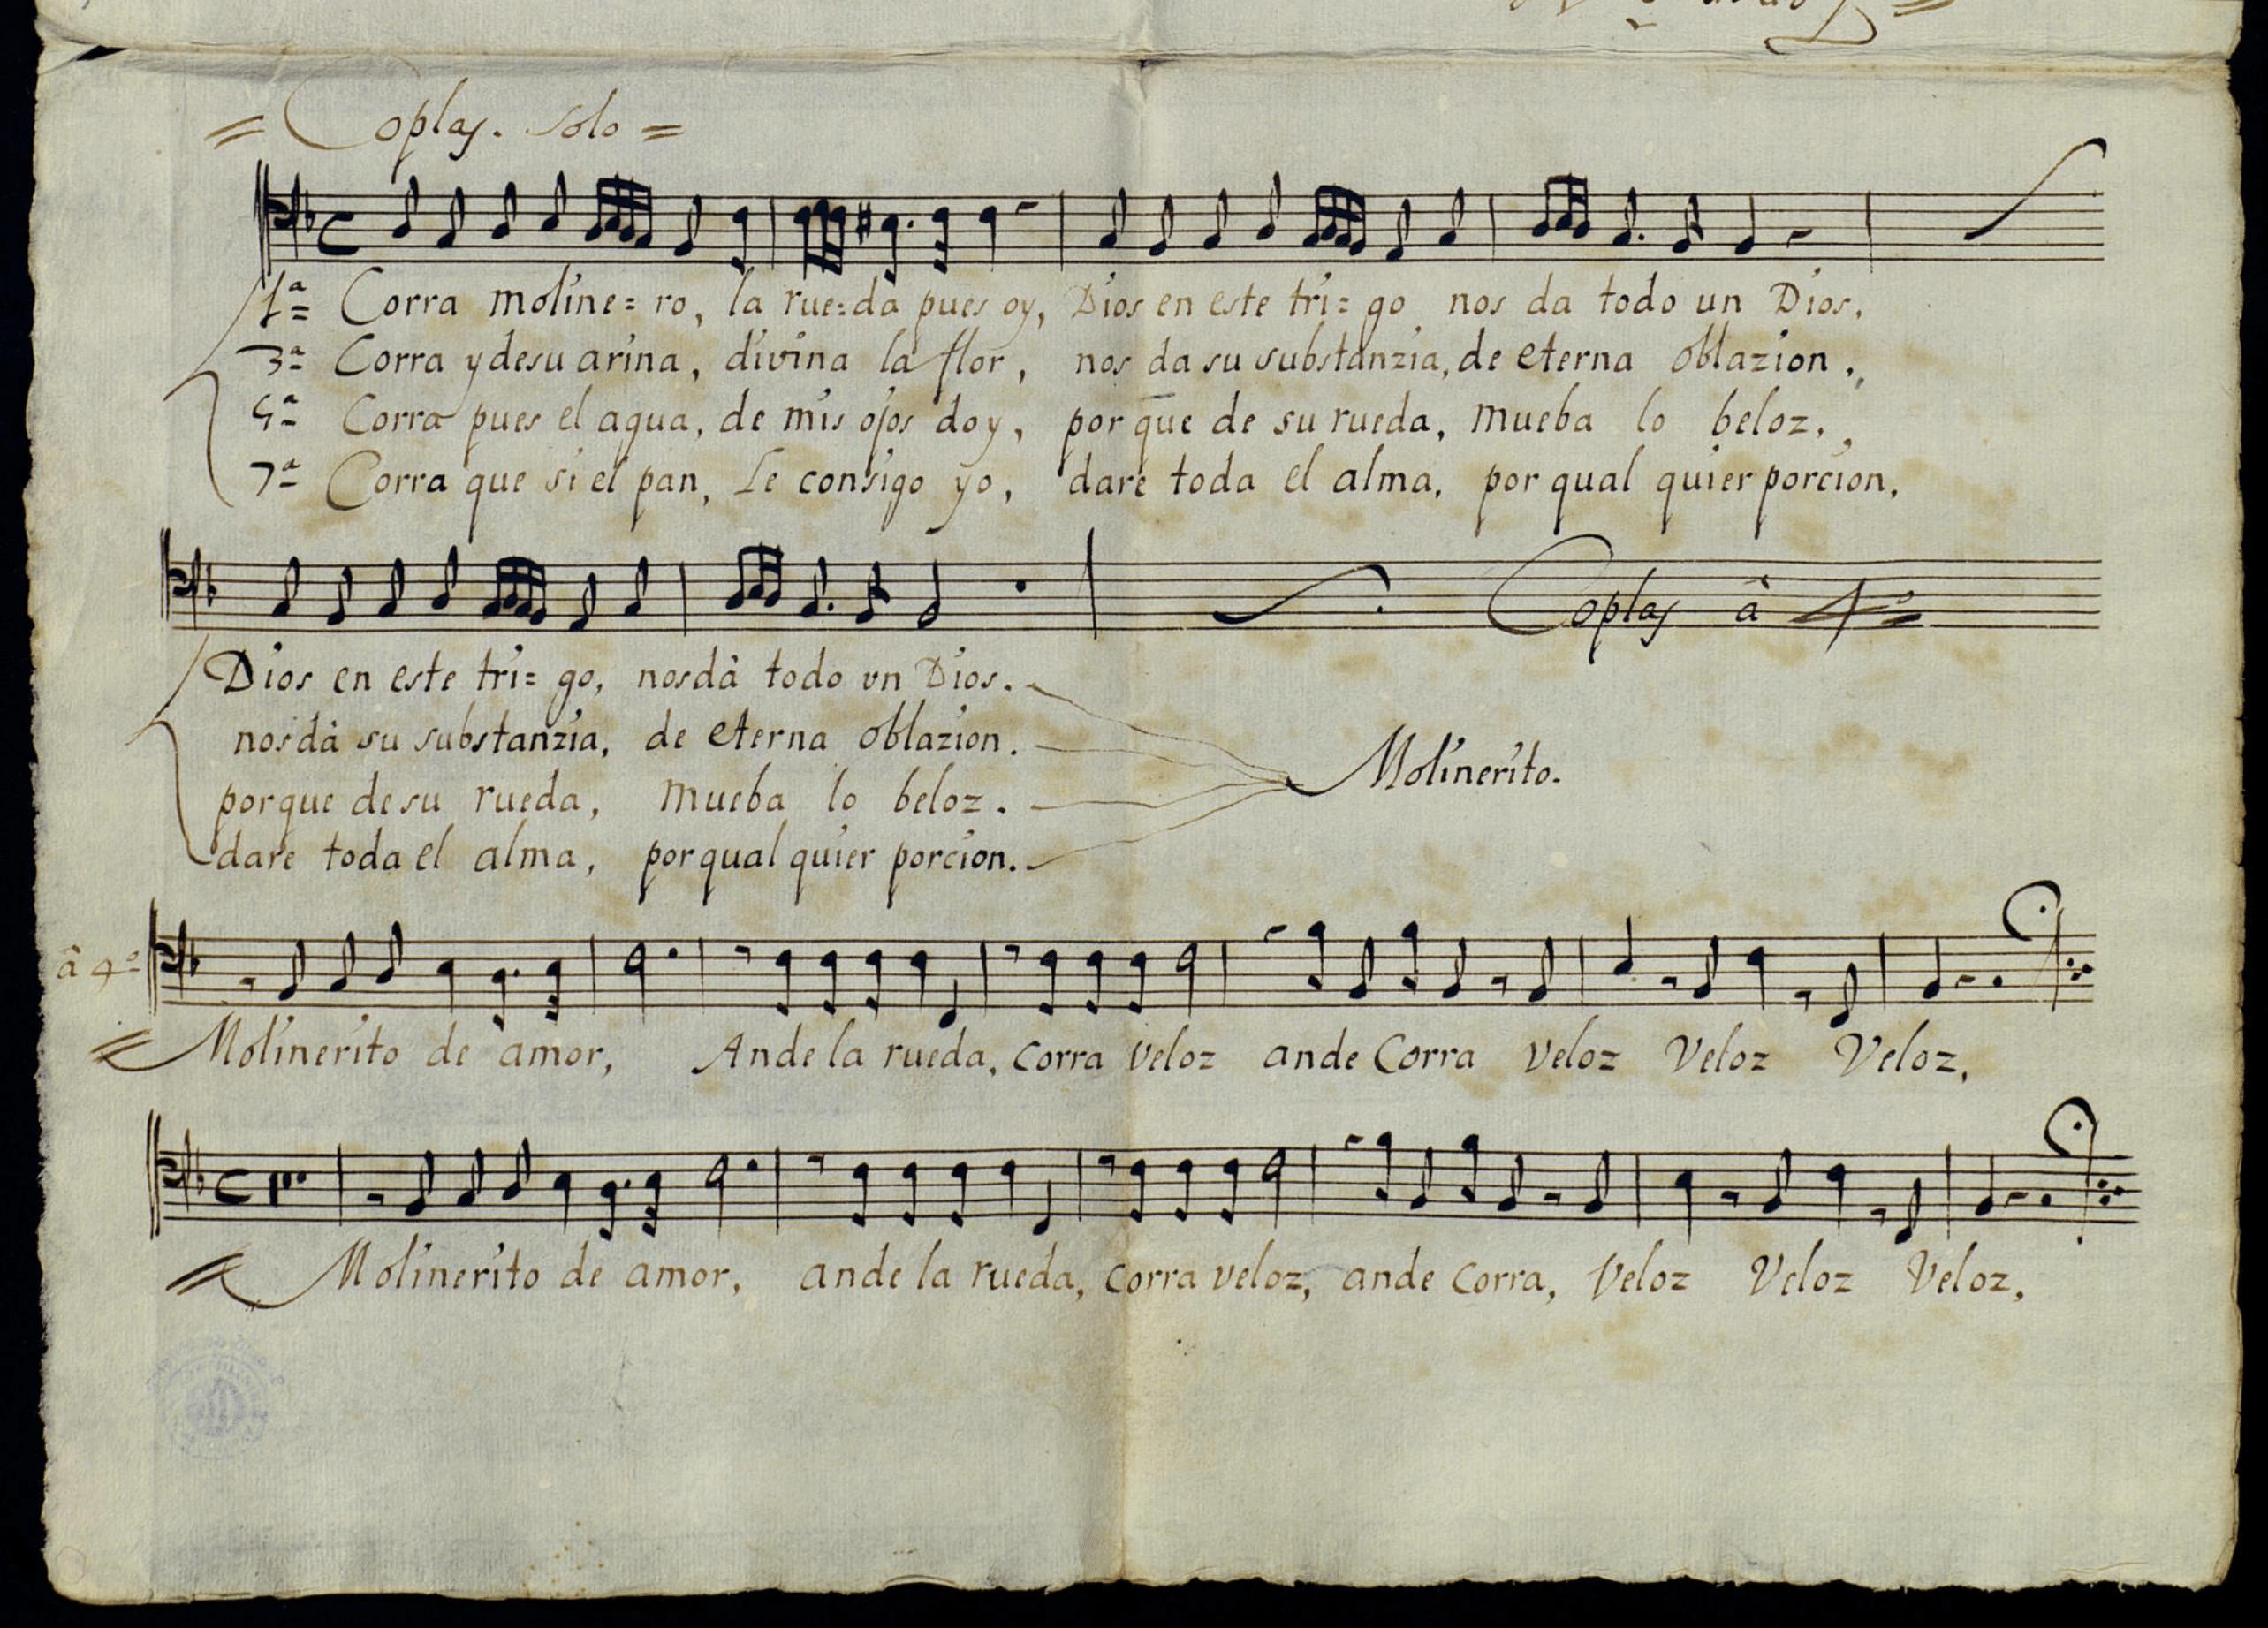 = Coplas. Solo =
1ª = Corra moline = ro, la rue = da pues oy, Dios en este tri = go nos da todo un Dios.
3ª = Corra y de su arina, divina la flor, nos da su substanzia, de eterna oblazion.
5ª = Corra pues el agua, de mis ojos doy, por que de su rueda, mueba lo beloz.
7ª = Corra que si el pan, Le consigo yo, dare toda el alma, por qual quier porcion.
Coplas â 4º =
Dios en este tri = go, nos dà todo vn Dios.
nos dà su substanzia, de eterna oblazion.
Molinerito.
porque de su rueda, mueba lo beloz.
dare toda el alma, por qual quier porcion.
â 4º =
= Molinerito de amor, Ande la rueda, corra veloz ande Corra veloz Veloz Veloz,
= Molinerito de amor, ande la rueda, corra veloz, ande corra, Veloz Veloz Veloz,